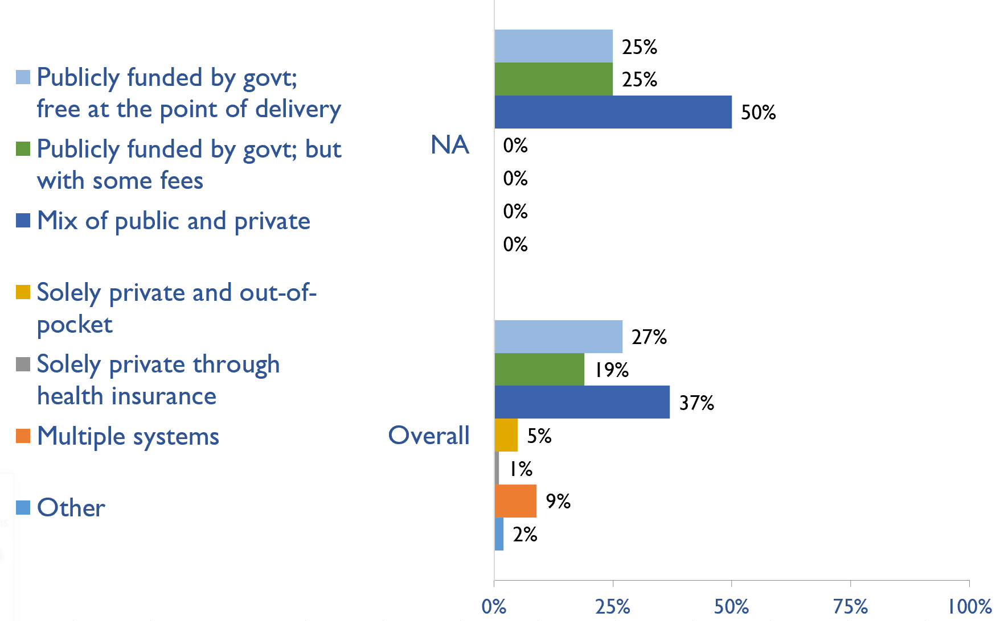 Publicly funded by govt;
free at the point of delivery
Publicly funded by govt; but
with some fees
Mix of public and private
Solely private and out-of-
pocket
Solely private through
health insurance
Multiple systems
Other
NA
25%
25%
50%
0%
0%
0%
0%
Overall
27%
19%
37%
5%
1%
9%
2%
0%
25%
50%
75%
100%